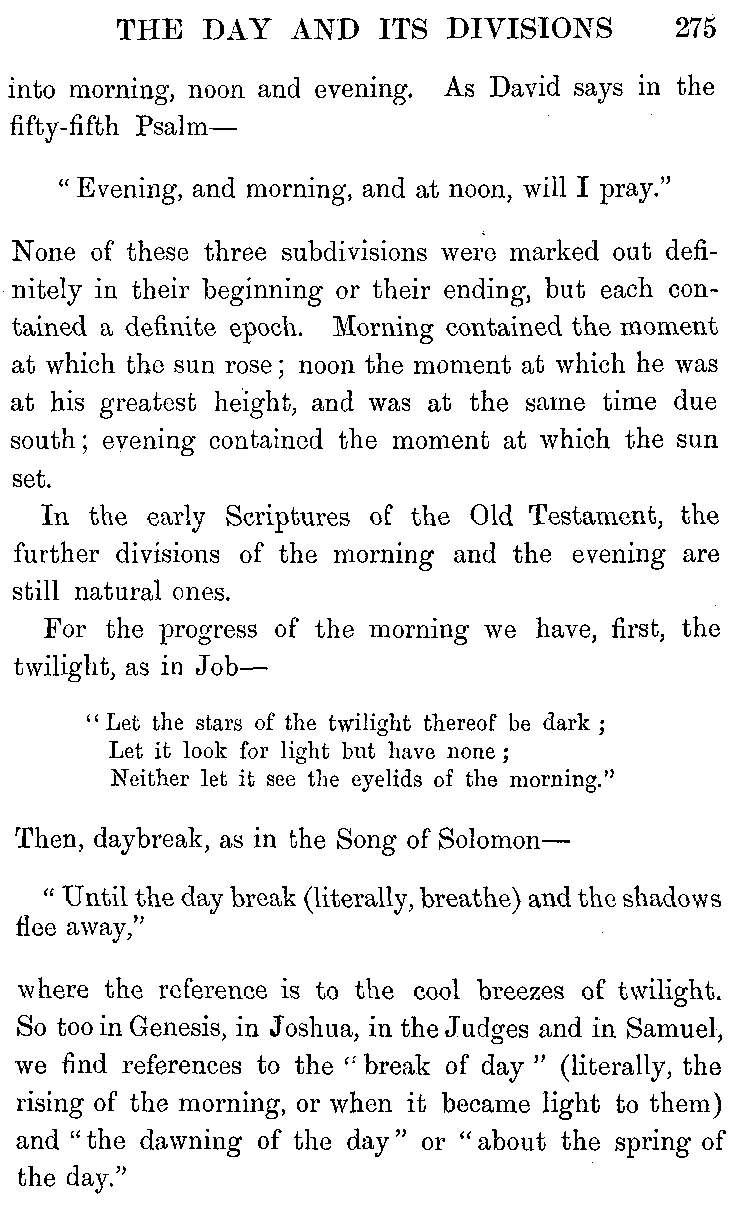 THE DAY AND ITS DIVISIONS 275
into morning, noon and evening. As David says in the
fifty-fifth Psalm—
“Evening, and morning, and at noon, will I pray.”
None of these three subdivisions were marked out defi-
nitely in their beginning or their ending, but each con-
tained a definite epoch. Morning contained the moment
at which the sun rose; noon the moment at which he was
at his greatest height, and was at the same time due
south; evening contained the moment at which the sun
set.
In the early Scriptures of the Old Testament, the
further divisions of the morning and the evening are
still natural ones.
For the progress of the morning we have, first, the
twilight, as in Job—
“Let the stars of the twilight thereof be dark;
Let it look for light but have none;
Neither let it see the eyelids of the morning.”
Then, daybreak, as in the Song of Solomon—
“Until the day break (literally, breathe) and the shadows
flee away,”
where the reference is to the cool breezes of twilight.
So too in Genesis, in Joshua, in the Judges and in Samuel,
we find references to the “break of day” (literally, the
rising of the morning, or when it became light to them)
and “the dawning of the day” or “about the spring of
the day.”